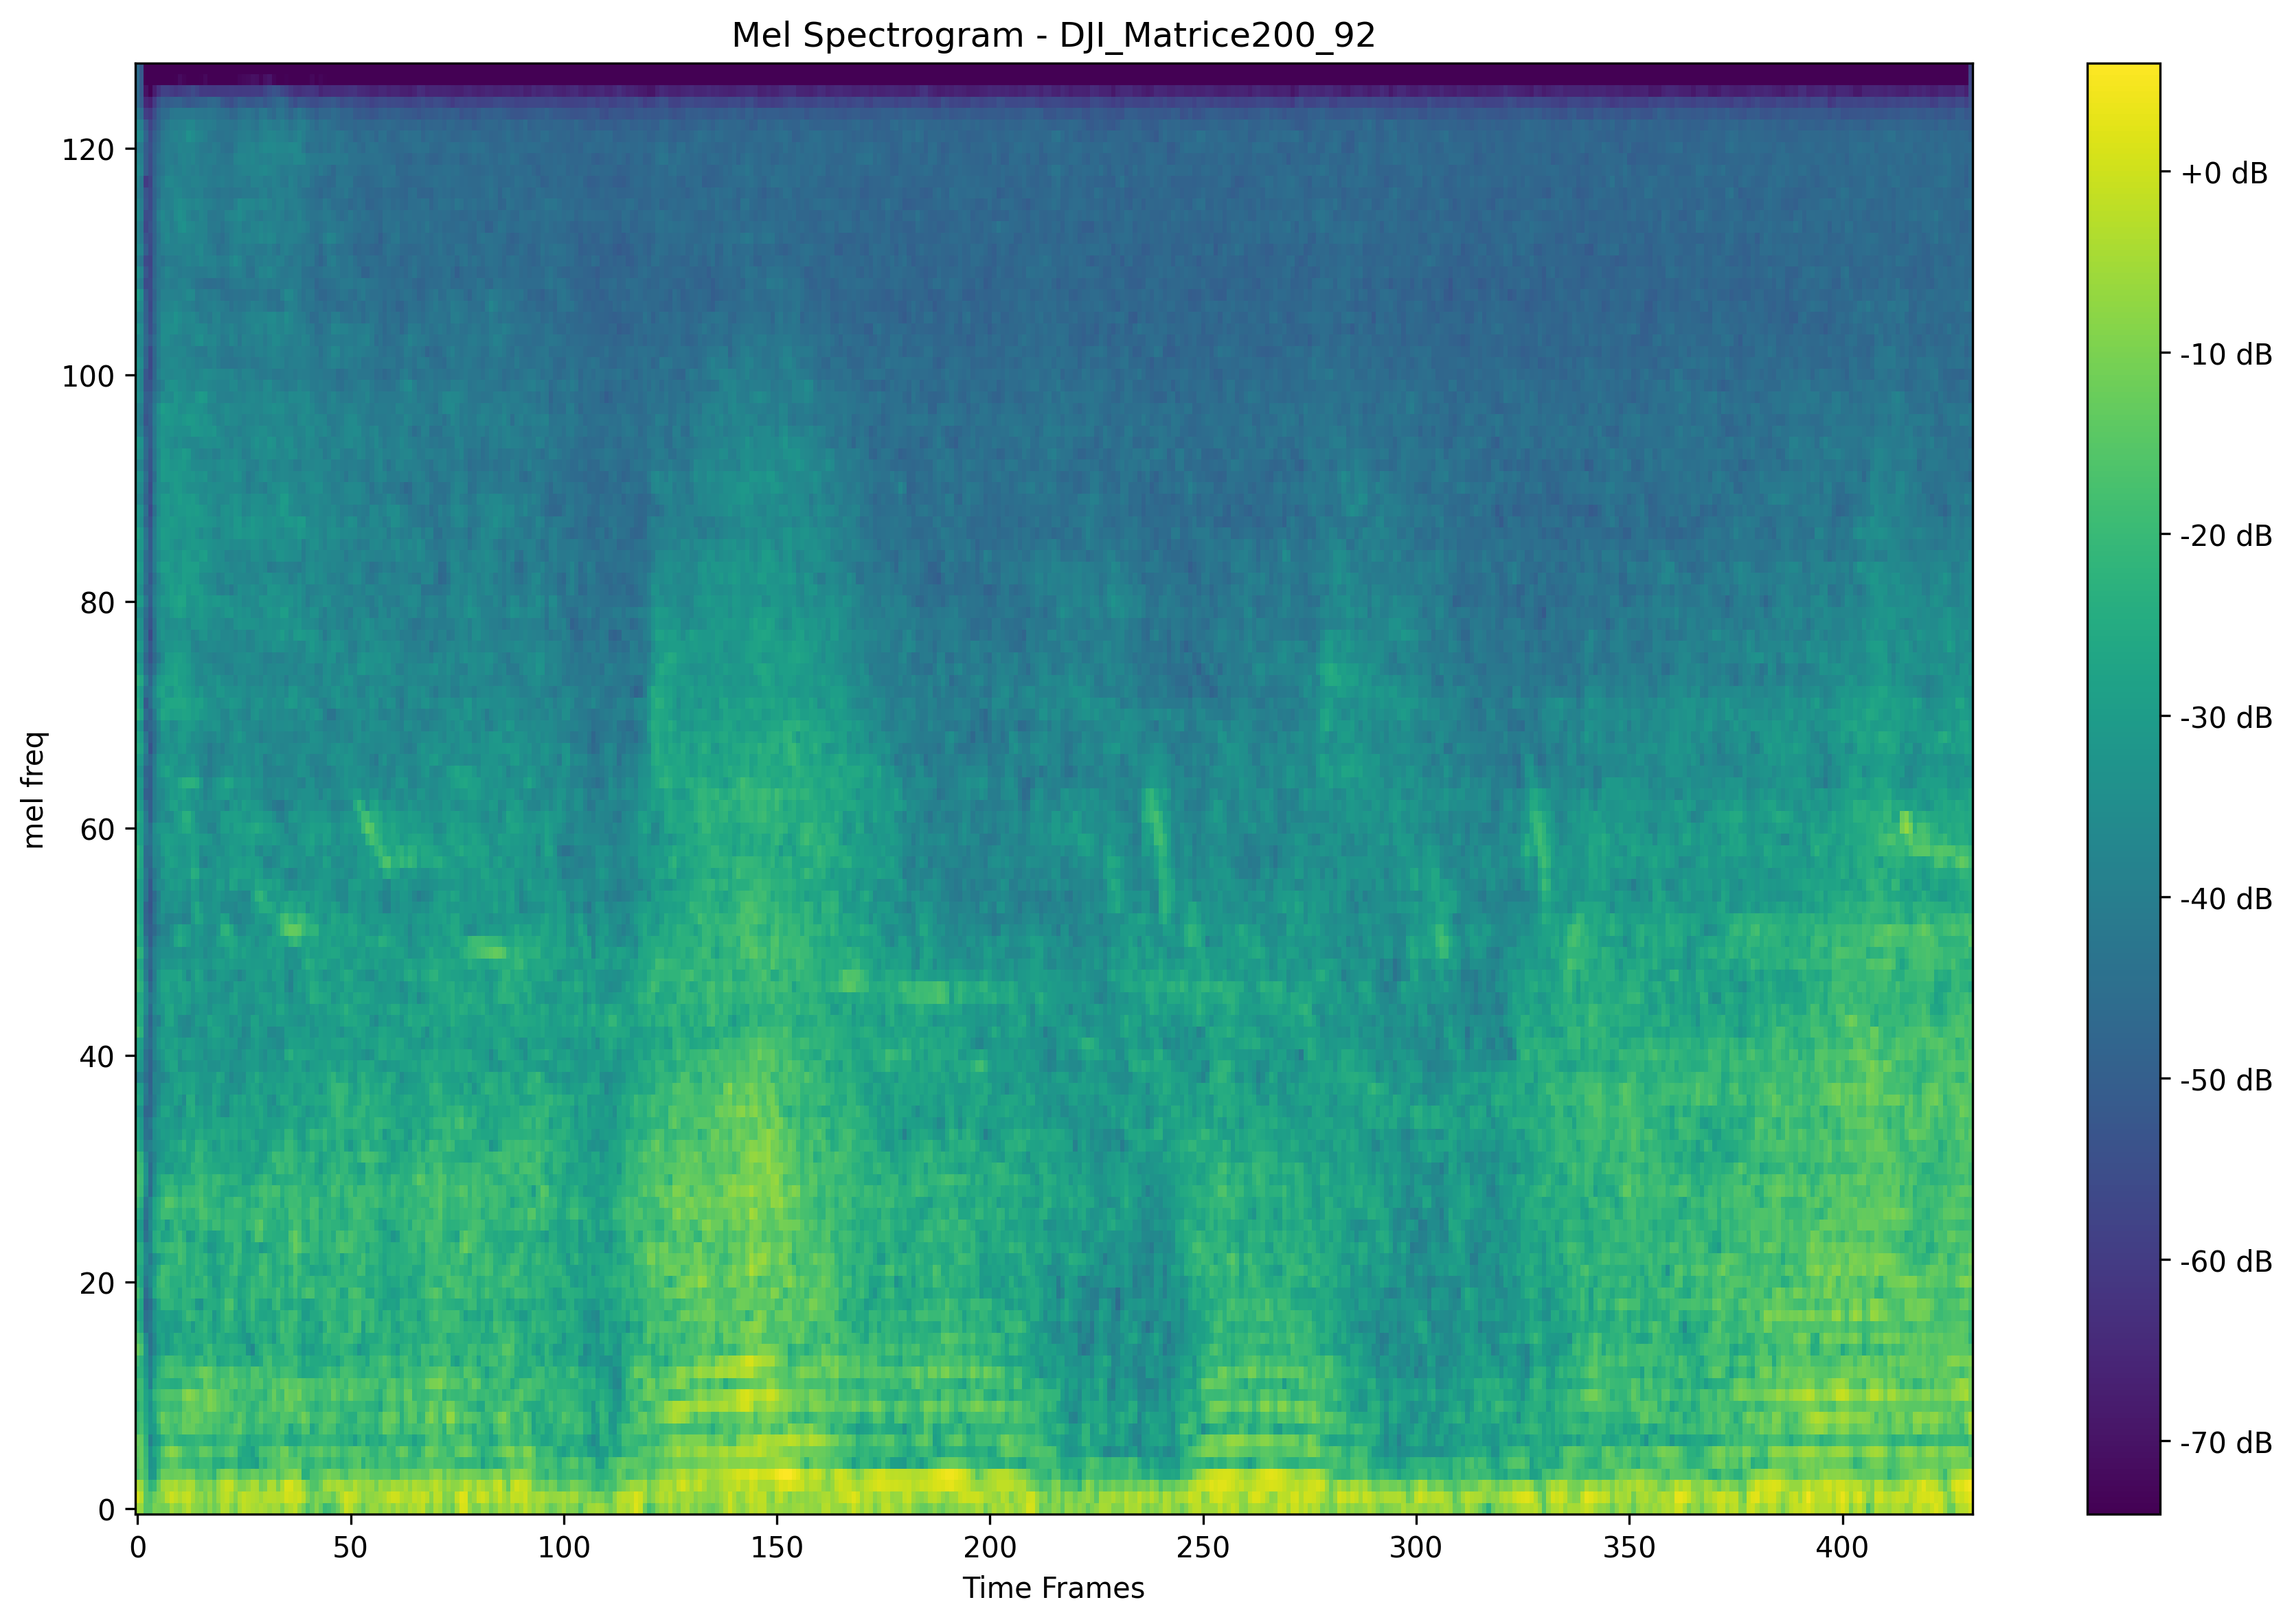 Mel Spectrogram - DJI_Matrice200_92
mel freq
120
100
80
60
40
20
0
0 50 100 150 200 250 300 350 400
Time Frames
+0 dB
-10 dB
-20 dB
-30 dB
-40 dB
-50 dB
-60 dB
-70 dB